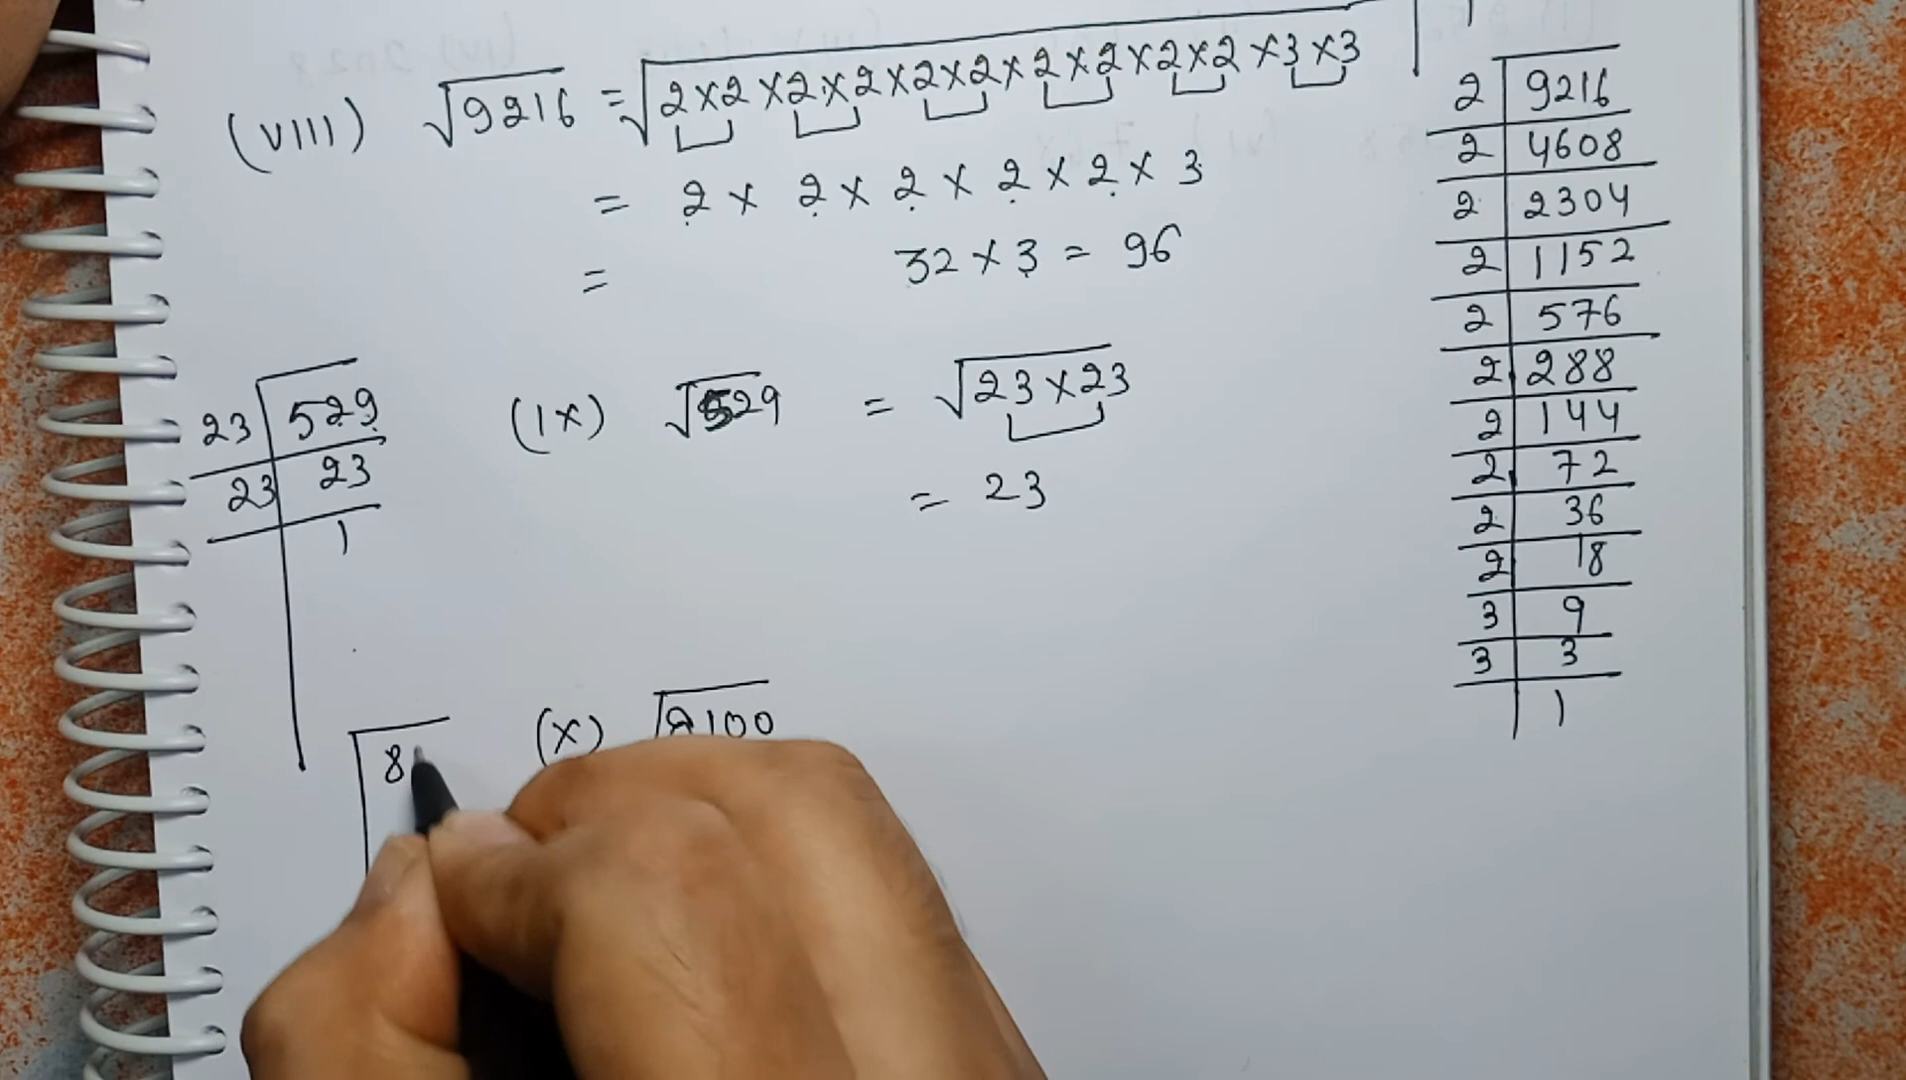 (VIII) √9216 = √2×2×2×2×2×2×2×2×2×2×3×3
= 2 × 2 × 2 × 2 × 2 × 3
= 32 × 3 = 96
2 | 9216
2 | 4608
2 | 2304
2 | 1152
2 | 576
2 | 288
2 | 144
2 | 72
2 | 36
2 | 18
3 | 9
3 | 3
1
23 | 529
23 | 23
1
(IX) √529 = √23×23
= 23
(X) √8100
8